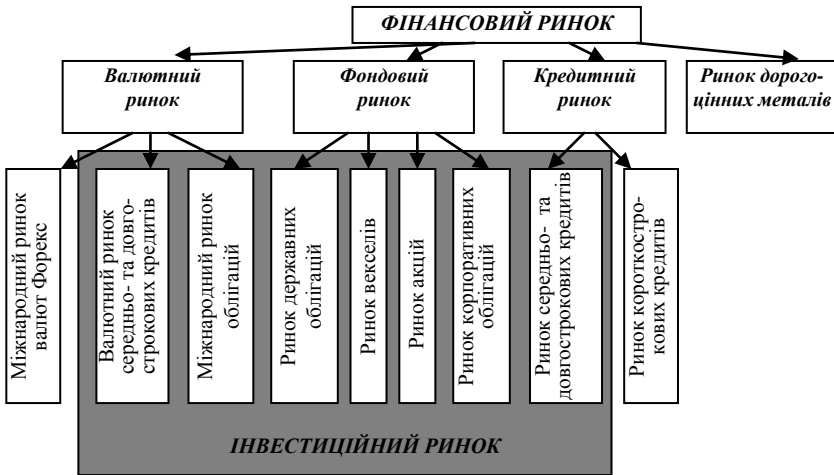 ФІНАНСОВИЙ РИНОК
Валютний
ринок
Фондовий
ринок
Кредитний
ринок
Ринок дорого-
цінних металів
Міжнародний ринок
валют Форекс
Валютний ринок
середньо- та довго-
строкових кредитів
Міжнародний ринок
облігацій
Ринок державних
облігацій
Ринок векселів
Ринок акцій
Ринок корпоративних
облігацій
Ринок середньо- та
довгострокових кредитів
Ринок короткостро-
кових кредитів
ІНВЕСТИЦІЙНИЙ РИНОК